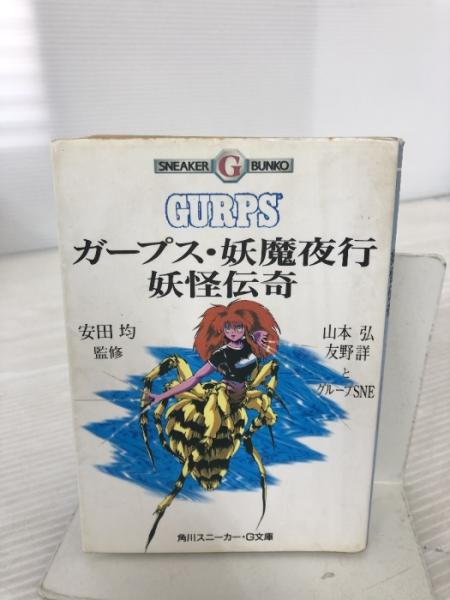 SNEAKER G BUNKO
GURPS
ガープス・妖魔夜行
妖怪伝奇
安田 均
監修
山本 弘
友野 詳
と
グループSNE
角川スニーカー・G文庫